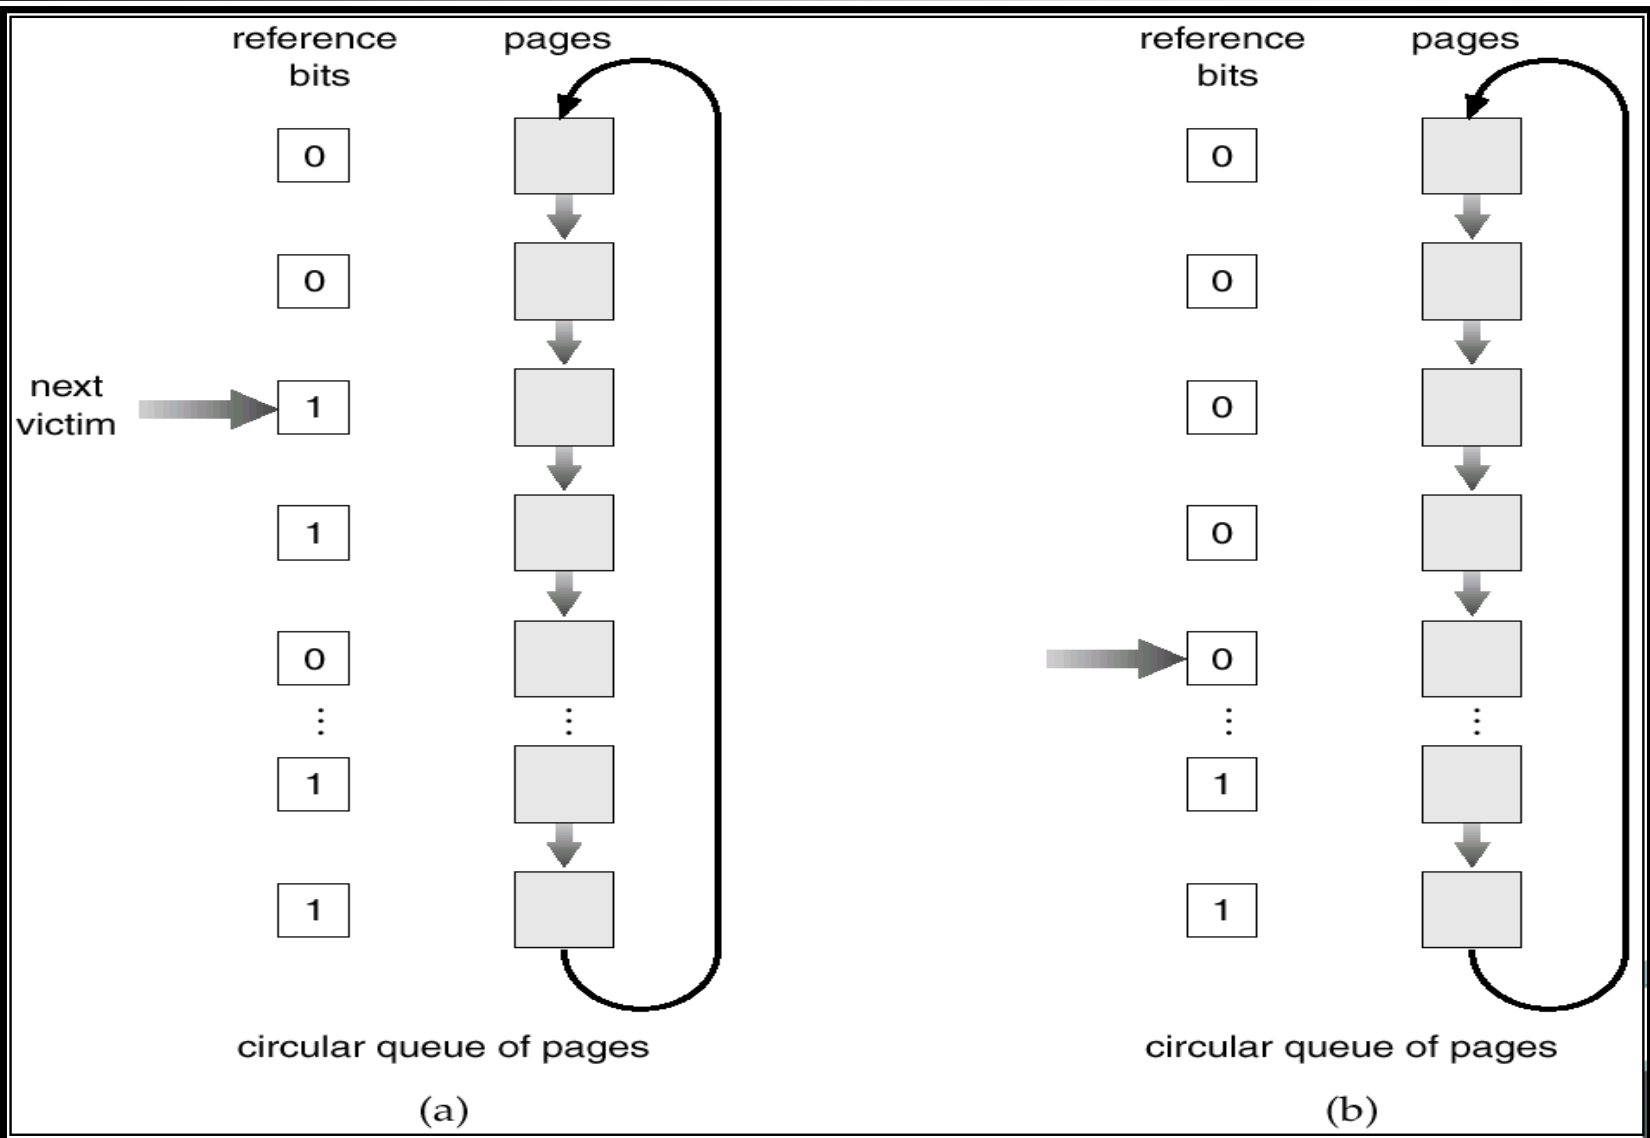 reference bits
pages
0
0
next victim
1
1
0
⋮
⋮
1
1
circular queue of pages
(a)
reference bits
pages
0
0
0
0
0
⋮
⋮
1
1
circular queue of pages
(b)